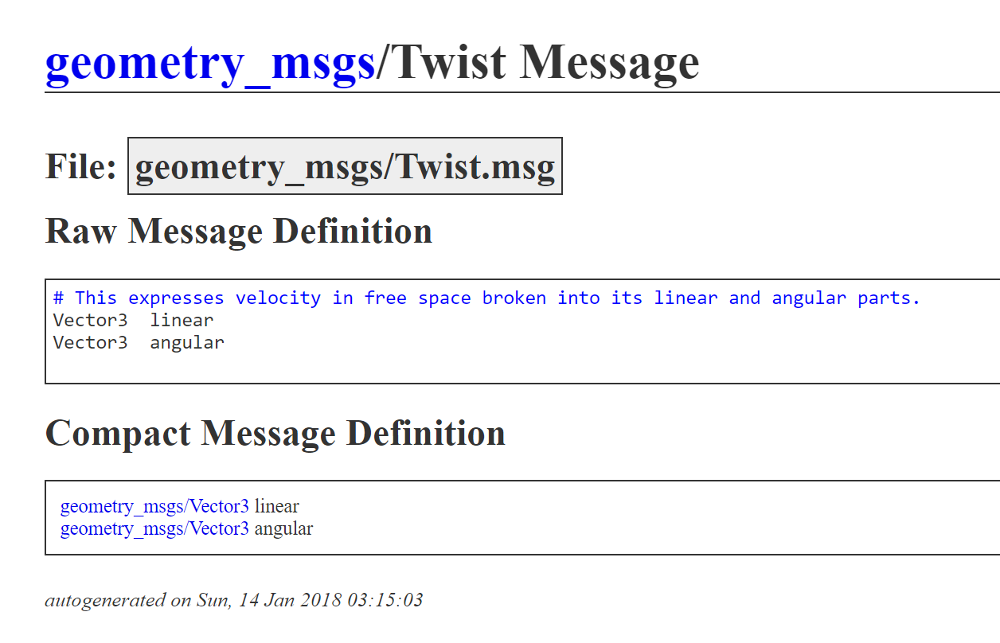 geometry_msgs/Twist Message
File: geometry_msgs/Twist.msg
Raw Message Definition
# This expresses velocity in free space broken into its linear and angular parts.
Vector3  linear
Vector3  angular
Compact Message Definition
geometry_msgs/Vector3 linear
geometry_msgs/Vector3 angular
autogenerated on Sun, 14 Jan 2018 03:15:03